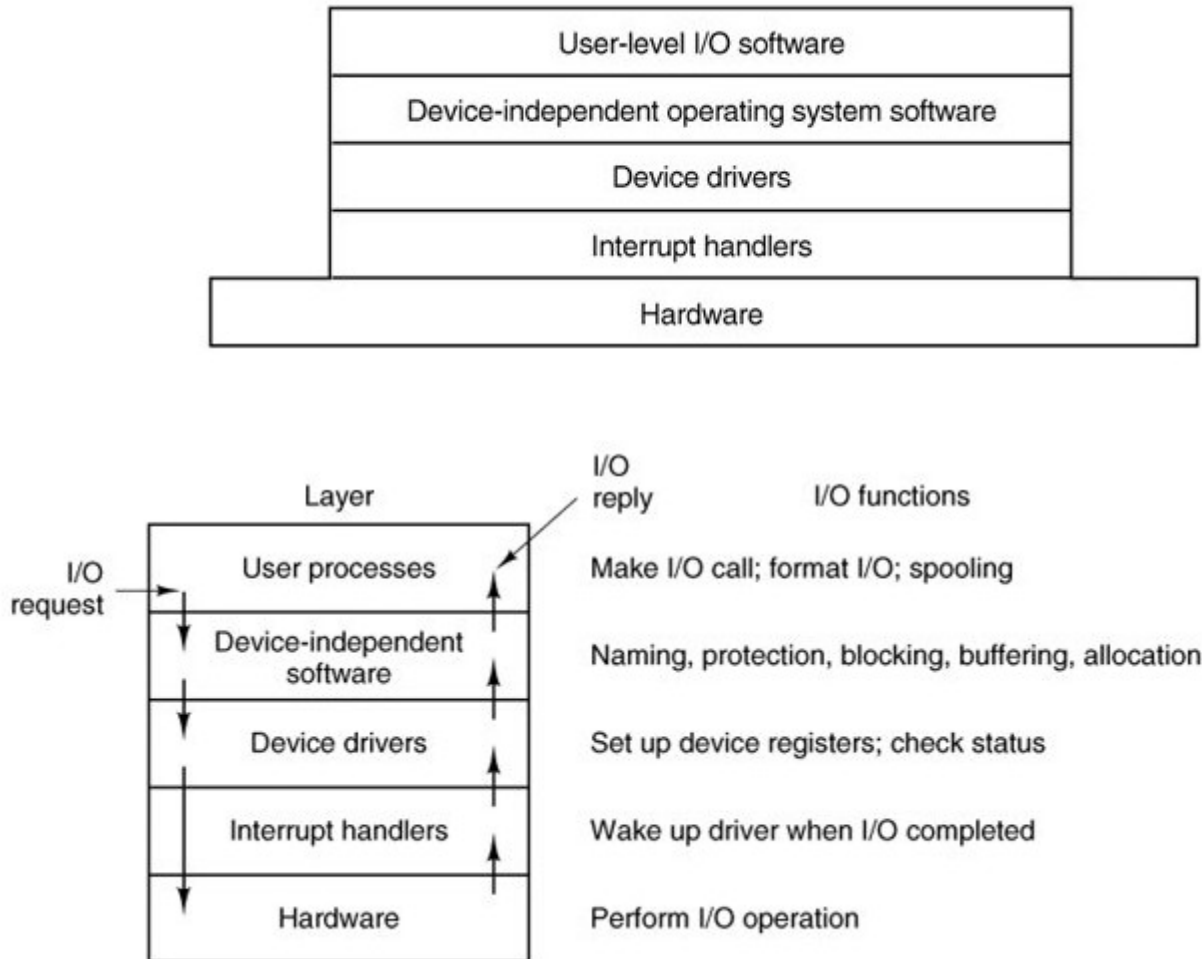 User-level I/O software
Device-independent operating system software
Device drivers
Interrupt handlers
Hardware
Layer
I/O
reply
I/O functions
I/O
request
User processes
Make I/O call; format I/O; spooling
Device-independent
software
Naming, protection, blocking, buffering, allocation
Device drivers
Set up device registers; check status
Interrupt handlers
Wake up driver when I/O completed
Hardware
Perform I/O operation